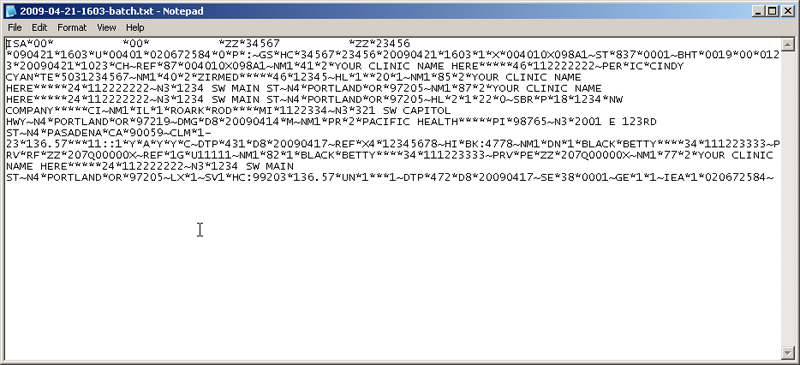 2009-04-21-1603-batch.txt - Notepad
File Edit Format View Help
ISA*00*          *00*          *ZZ*34567          *ZZ*23456
*090421*1603*U*00401*020672584*0*P*:~GS*HC*34567*23456*20090421*1603*1*X*004010X098A1~ST*837*0001~BHT*0019*00*012
3*20090421*1023*CH~REF*87*004010X098A1~NM1*41*2*YOUR CLINIC NAME HERE*****46*112222222~PER*IC*CINDY
CYAN*TE*5031234567~NM1*40*2*ZIRMED*****46*12345~HL*1**20*1~NM1*85*2*YOUR CLINIC NAME
HERE*****24*112222222~N3*1234 SW MAIN ST~N4*PORTLAND*OR*97205~NM1*87*2*YOUR CLINIC NAME
HERE*****24*112222222~N3*1234 SW MAIN ST~N4*PORTLAND*OR*97205~HL*2*1*22*0~SBR*P*18*1234*NW
COMPANY*****CI~NM1*IL*1*ROARK*ROD****MI*1122334~N3*321 SW CAPITOL
HWY~N4*PORTLAND*OR*97219~DMG*D8*20090414*M~NM1*PR*2*PACIFIC HEALTH*****PI*98765~N3*2001 E 123RD
ST~N4*PASADENA*CA*90059~CLM*1-
23*136.57***11::1*Y*A*Y*Y*C~DTP*431*D8*20090417~REF*X4*12345678~HI*BK:4778~NM1*DN*1*BLACK*BETTY****34*111223333~P
RV*RF*ZZ*207Q00000X~REF*1G*U11111~NM1*82*1*BLACK*BETTY****34*111223333~PRV*PE*ZZ*207Q00000X~NM1*77*2*YOUR CLINIC
NAME HERE*****24*112222222~N3*1234 SW MAIN
ST~N4*PORTLAND*OR*97205~LX*1~SV1*HC:99203*136.57*UN*1***1~DTP*472*D8*20090417~SE*38*0001~GE*1*1~IEA*1*020672584~